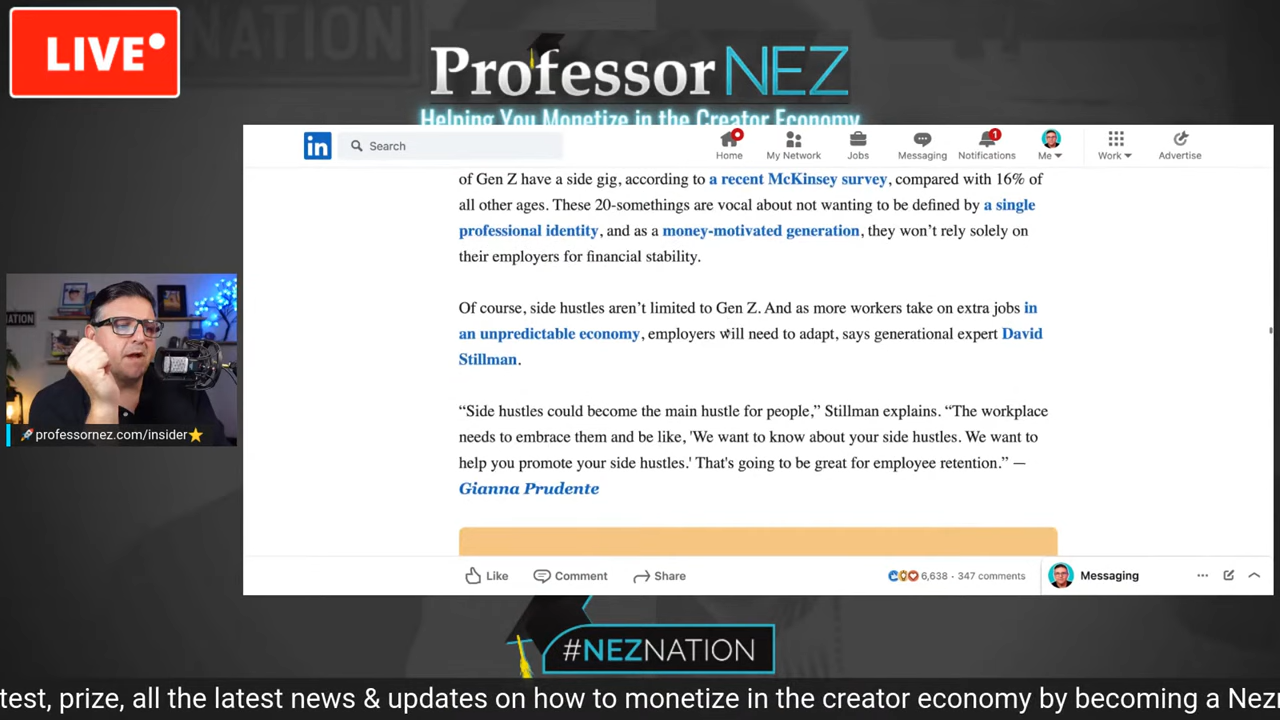 LIVE
NATION
Professor NEZ
Helping You Monetize in the Creator Economy
in
Search
1
Home
My Network
Jobs
Messaging
Notifications
Me
Work
Advertise
of Gen Z have a side gig, according to a recent McKinsey survey, compared with 16% of
all other ages. These 20-somethings are vocal about not wanting to be defined by a single
professional identity, and as a money-motivated generation, they won’t rely solely on
their employers for financial stability.
Of course, side hustles aren’t limited to Gen Z. And as more workers take on extra jobs in
an unpredictable economy, employers will need to adapt, says generational expert David
Stillman.
“Side hustles could become the main hustle for people,” Stillman explains. “The workplace
needs to embrace them and be like, 'We want to know about your side hustles. We want to
help you promote your side hustles.' That's going to be great for employee retention.” —
Gianna Prudente
Like
Comment
Share
6,638 · 347 comments
Messaging
NATION
professornez.com/insider
#NEZNATION
test, prize, all the latest news & updates on how to monetize in the creator economy by becoming a Nez